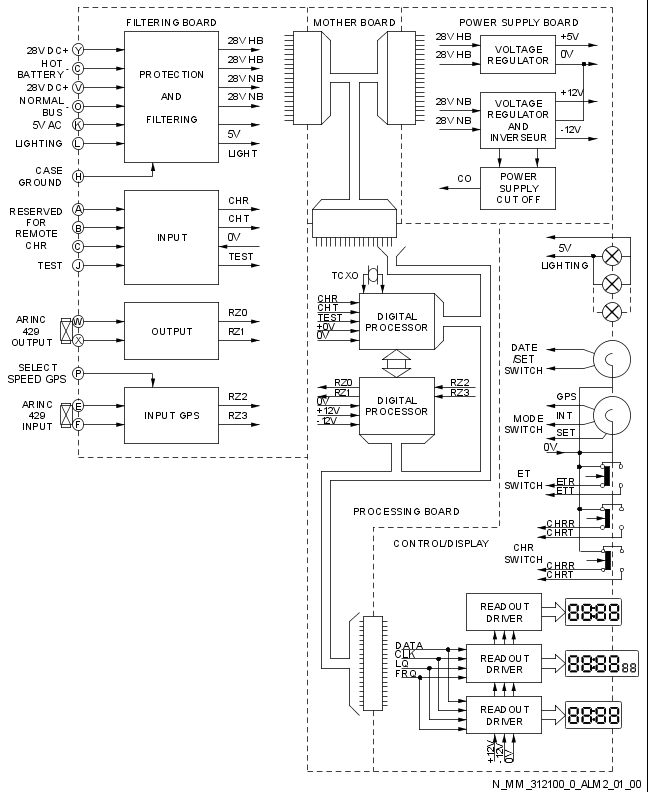 FILTERING BOARD
MOTHER BOARD
POWER SUPPLY BOARD
28V DC+ Y
HOT BATTERY - C
28V DC+ V
NORMAL BUS - O
5V AC K
LIGHTING L
CASE GROUND H
PROTECTION
AND
FILTERING
28V HB
28V HB
28V NB
28V NB
5V
LIGHT
RESERVED
FOR
REMOTE
CHR
A
B
C
TEST J
INPUT
CHR
CHT
0V
TEST
ARINC
429
OUTPUT
W
X
OUTPUT
RZ0
RZ1
SELECT
SPEED GPS
P
ARINC
429
INPUT
E
F
INPUT GPS
RZ2
RZ3
28V HB
28V HB
VOLTAGE
REGULATOR
+5V
0V
28V NB
28V NB
VOLTAGE
REGULATOR
AND
INVERSEUR
+12V
-12V
CO
POWER
SUPPLY
CUT OFF
TCXO
CHR
CHT
TEST
+0V
0V
DIGITAL
PROCESSOR
RZ0
RZ1
0V
+12V
-12V
DIGITAL
PROCESSOR
RZ2
RZ3
5V
LIGHTING
DATE
/SET
SWITCH
GPS
MODE
SWITCH
INT
SET
0V
ET
SWITCH
ETR
ETT
CHRR
CHRT
CHR
SWITCH
CHRR
CHRT
PROCESSING BOARD
CONTROL/DISPLAY
DATA
CLK
LQ
FRQ
READOUT
DRIVER
88:88
READOUT
DRIVER
88:88 88
READOUT
DRIVER
88:88
+12V
-12V
0V
N_MM_312100_0_ALM2_01_00